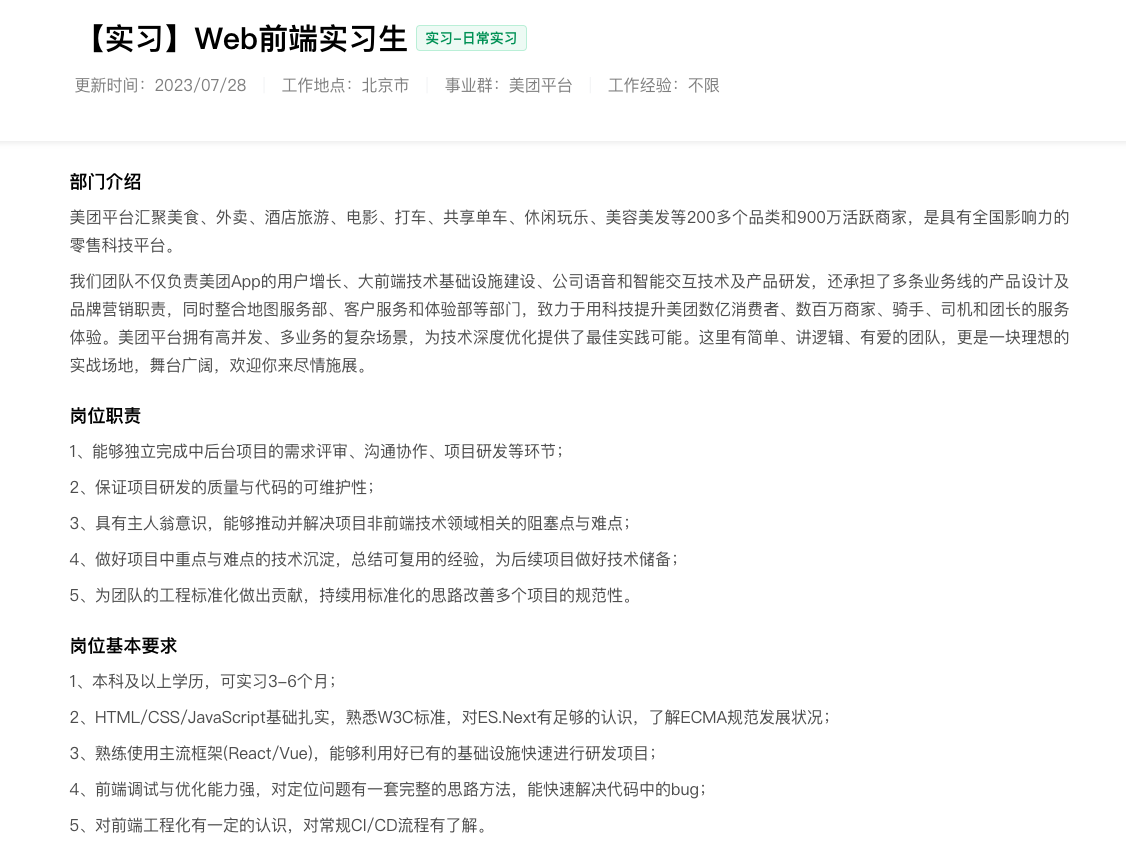 【实习】Web前端实习生 实习-日常实习
更新时间：2023/07/28 工作地点：北京市 事业群：美团平台 工作经验：不限
部门介绍
美团平台汇聚美食、外卖、酒店旅游、电影、打车、共享单车、休闲玩乐、美容美发等200多个品类和900万活跃商家，是具有全国影响力的
零售科技平台。
我们团队不仅负责美团App的用户增长、大前端技术基础设施建设、公司语音和智能交互技术及产品研发，还承担了多条业务线的产品设计及
品牌营销职责，同时整合地图服务部、客户服务和体验部等部门，致力于用科技提升美团数亿消费者、数百万商家、骑手、司机和团长的服务
体验。美团平台拥有高并发、多业务的复杂场景，为技术深度优化提供了最佳实践可能。这里有简单、讲逻辑、有爱的团队，更是一块理想的
实战场地，舞台广阔，欢迎你来尽情施展。
岗位职责
1、能够独立完成中后台项目的需求评审、沟通协作、项目研发等环节；
2、保证项目研发的质量与代码的可维护性；
3、具有主人翁意识，能够推动并解决项目非前端技术领域相关的阻塞点与难点；
4、做好项目中重点与难点的技术沉淀，总结可复用的经验，为后续项目做好技术储备；
5、为团队的工程标准化做出贡献，持续用标准化的思路改善多个项目的规范性。
岗位基本要求
1、本科及以上学历，可实习3-6个月；
2、HTML/CSS/JavaScript基础扎实，熟悉W3C标准，对ES.Next有足够的认识，了解ECMA规范发展状况；
3、熟练使用主流框架(React/Vue)，能够利用好已有的基础设施快速进行研发项目；
4、前端调试与优化能力强，对定位问题有一套完整的思路方法，能快速解决代码中的bug；
5、对前端工程化有一定的认识，对常规CI/CD流程有了解。